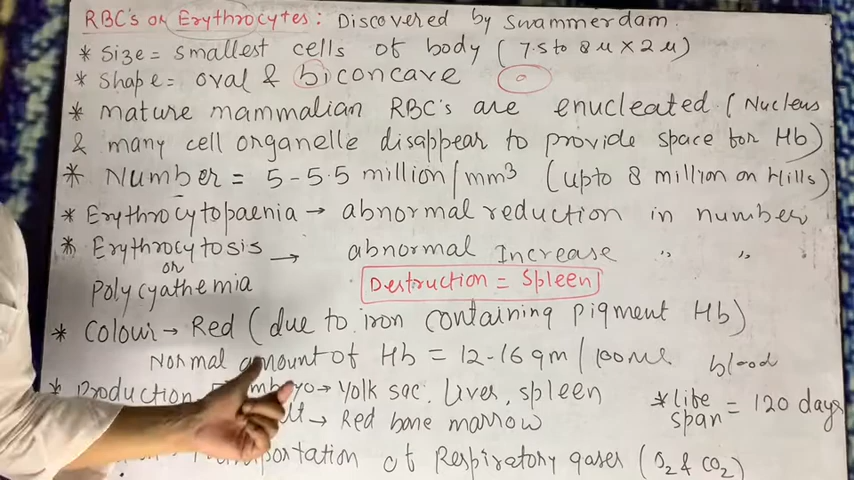 RBC's or Erythrocytes: Discovered by Swammerdam.
* Size = smallest cells of body (7.5 to 8 µ × 2 µ)
* Shape = oval & biconcave
* mature mammalian RBC's are enucleated (Nucleus
& many cell organelle disappear to provide space for Hb)
* Number = 5-5.5 million/mm³ (upto 8 million on Hills)
* Erythrocytopaenia → abnormal reduction in number
* Erythrocytosis → abnormal Increase " "
or
Polycyathemia
Destruction = Spleen
* Colour → Red (due to iron containing pigment Hb)
Normal amount of Hb = 12-16 gm/100ml blood
* Production → Yolk sac, Liver, spleen
→ Red bone marrow
* Life span = 120 days
of Respiratory gases (O₂ & CO₂)